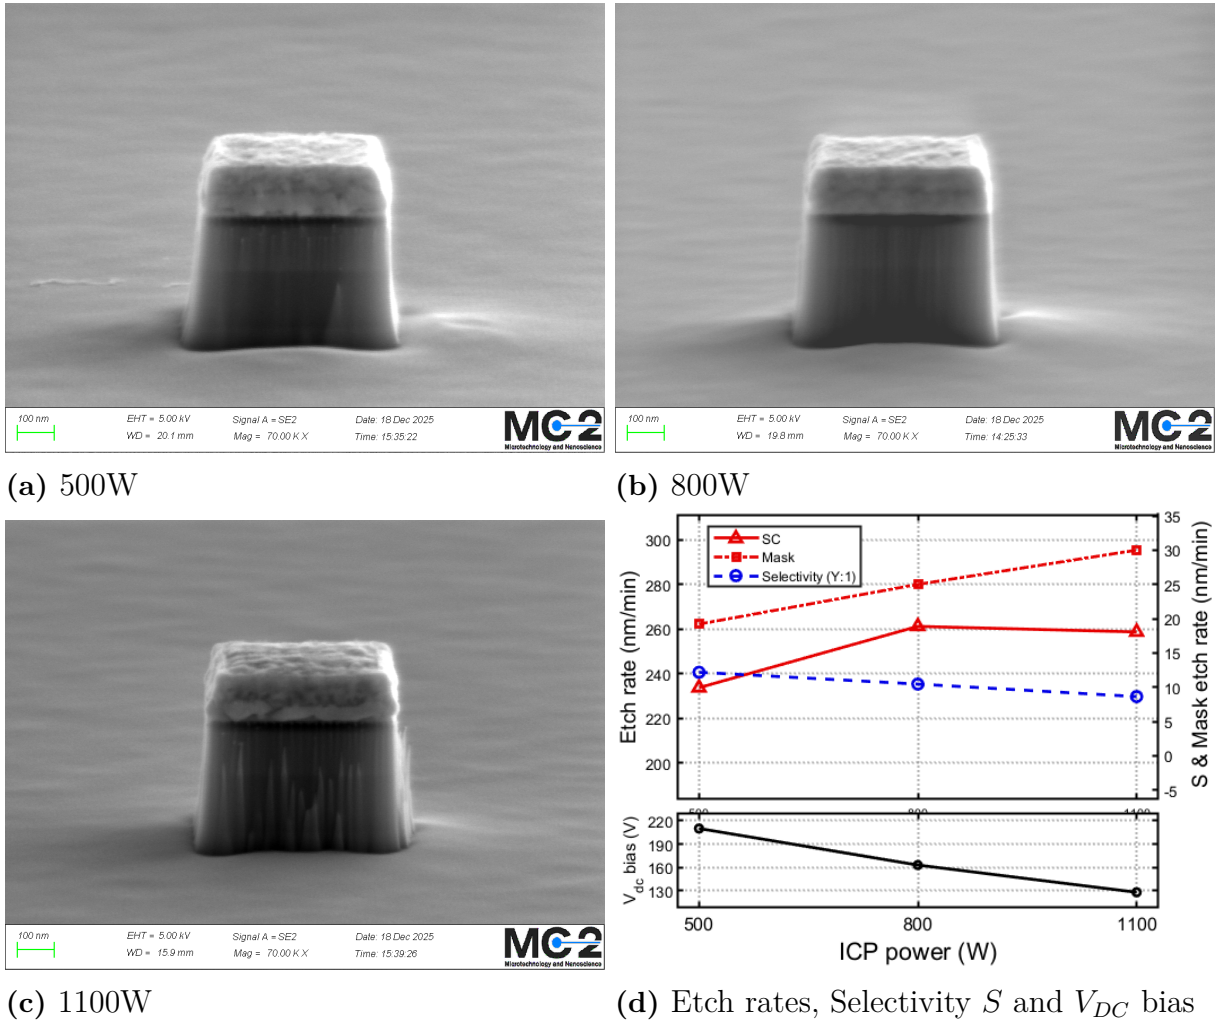 100 nm
EHT = 5.00 kV
Signal A = SE2
Date: 18 Dec 2025
WD = 20.1 mm
Mag = 70.00 K X
Time: 15:35:22
MC2
Microtechnology and Nanoscience
(a) 500W
100 nm
EHT = 5.00 kV
Signal A = SE2
Date: 18 Dec 2025
WD = 19.8 mm
Mag = 70.00 K X
Time: 14:25:33
MC2
Microtechnology and Nanoscience
(b) 800W
100 nm
EHT = 5.00 kV
Signal A = SE2
Date: 18 Dec 2025
WD = 15.9 mm
Mag = 70.00 K X
Time: 15:39:26
MC2
Microtechnology and Nanoscience
(c) 1100W
SC
Mask
Selectivity (Y:1)
Etch rate (nm/min)
300
280
260
240
220
200
S & Mask etch rate (nm/min)
35
30
25
20
15
10
5
0
-5
500
800
1100
Vdc bias (V)
220
190
160
130
500
800
1100
ICP power (W)
(d) Etch rates, Selectivity S and VDC bias